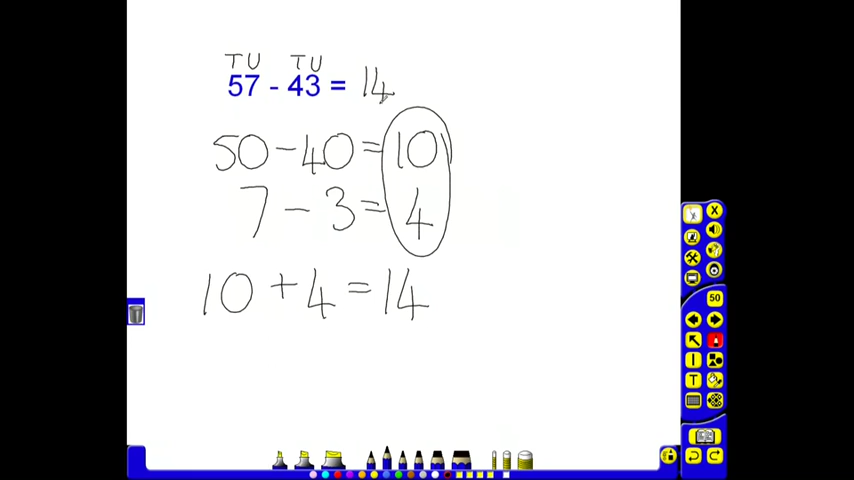 TU TU
57 - 43 = 14
50 - 40 = 10
7 - 3 = 4
10 + 4 = 14
X
50
T